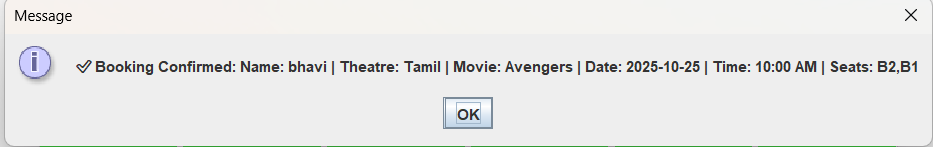 Message
✓ Booking Confirmed: Name: bhavi | Theatre: Tamil | Movie: Avengers | Date: 2025-10-25 | Time: 10:00 AM | Seats: B2,B1
OK